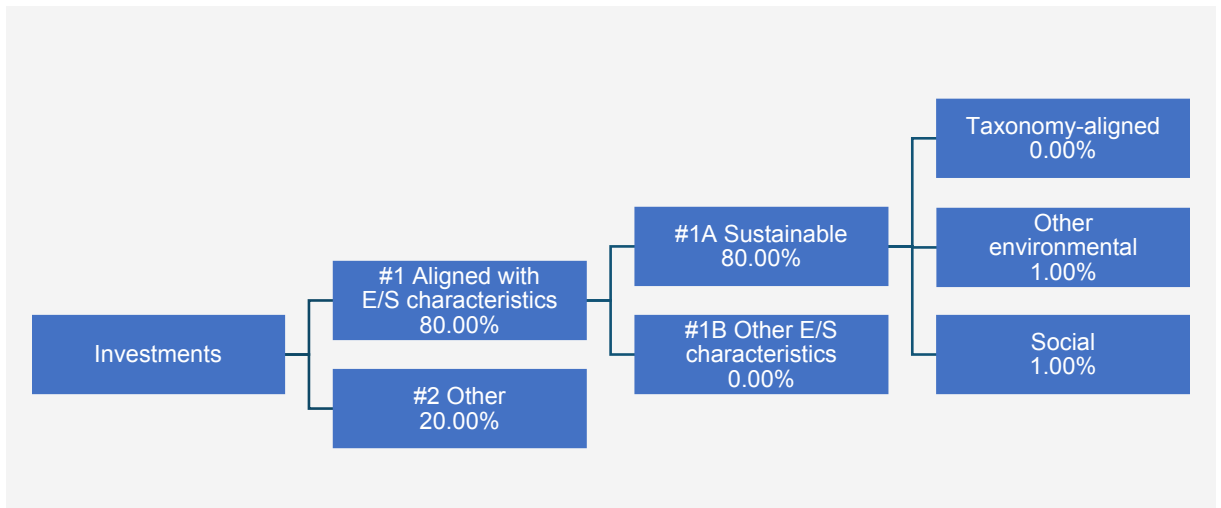 Investments
#1 Aligned with
E/S characteristics
80.00%
#2 Other
20.00%
#1A Sustainable
80.00%
#1B Other E/S
characteristics
0.00%
Taxonomy-aligned
0.00%
Other
environmental
1.00%
Social
1.00%